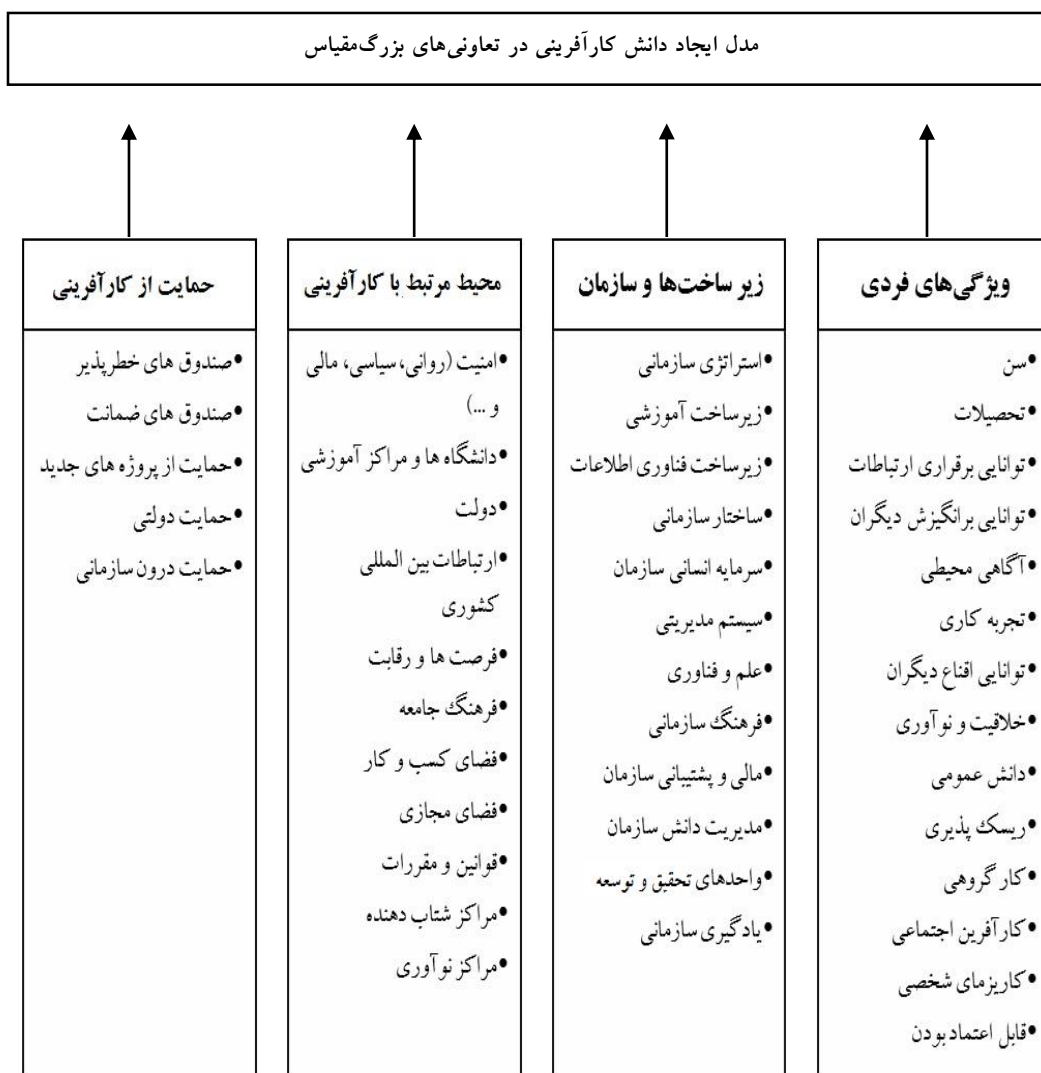 مدل ایجاد دانش کارآفرینی در تعاونی‌های بزرگ‌مقیاس
ویژگی‌های فردی
•سن
•تحصیلات
•توانایی برقراری ارتباطات
•توانایی برانگیزش دیگران
•آگاهی محیطی
•تجربه کاری
•توانایی اقناع دیگران
•خلاقیت و نوآوری
•دانش عمومی
•ریسک پذیری
•کار گروهی
•کارآفرین اجتماعی
•کاریزمای شخصی
•قابل اعتماد بودن
زیر ساخت‌ها و سازمان
•استراتژی سازمانی
•زیرساخت آموزشی
•زیرساخت فناوری اطلاعات
•ساختار سازمانی
•سرمایه انسانی سازمان
•سیستم مدیریتی
•علم و فناوری
•فرهنگ سازمانی
•مالی و پشتیبانی سازمان
•مدیریت دانش سازمان
•واحدهای تحقیق و توسعه
•یادگیری سازمانی
محیط مرتبط با کارآفرینی
•امنیت (روانی، سیاسی، مالی
و ...)
•دانشگاه ها و مراکز آموزشی
•دولت
•ارتباطات بین المللی
کشوری
•فرصت ها و رقابت
•فرهنگ جامعه
•فضای کسب و کار
•فضای مجازی
•قوانین و مقررات
•مراکز شتاب دهنده
•مراکز نوآوری
حمایت از کارآفرینی
•صندوق های خطرپذیر
•صندوق های ضمانت
•حمایت از پروژه های جدید
•حمایت دولتی
•حمایت درون سازمانی